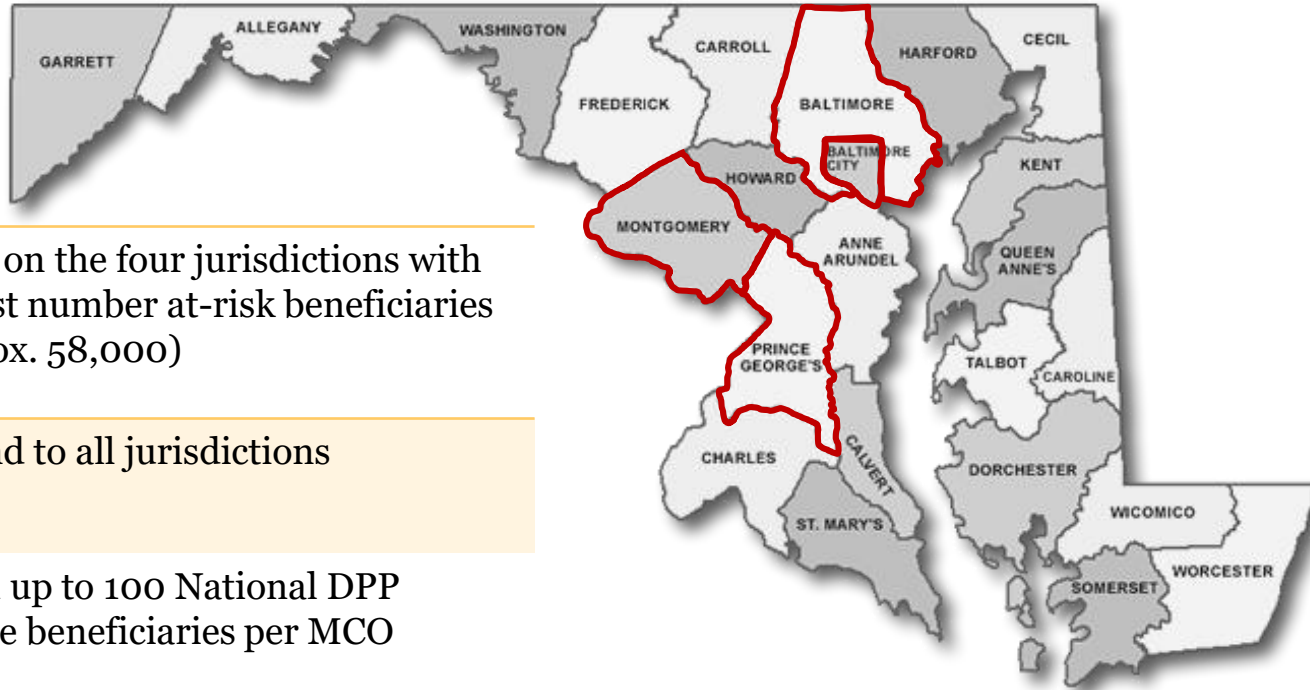 GARRETT
ALLEGANY
WASHINGTON
FREDERICK
CARROLL
BALTIMORE
BALTIMORE
CITY
HARFORD
CECIL
KENT
HOWARD
MONTGOMERY
ANNE
ARUNDEL
QUEEN
ANNE'S
PRINCE
GEORGE'S
TALBOT
CAROLINE
CHARLES
CALVERT
ST. MARY'S
DORCHESTER
WICOMICO
WORCESTER
SOMERSET
on the four jurisdictions with
st number at-risk beneficiaries
ox. 58,000)
nd to all jurisdictions
up to 100 National DPP
e beneficiaries per MCO